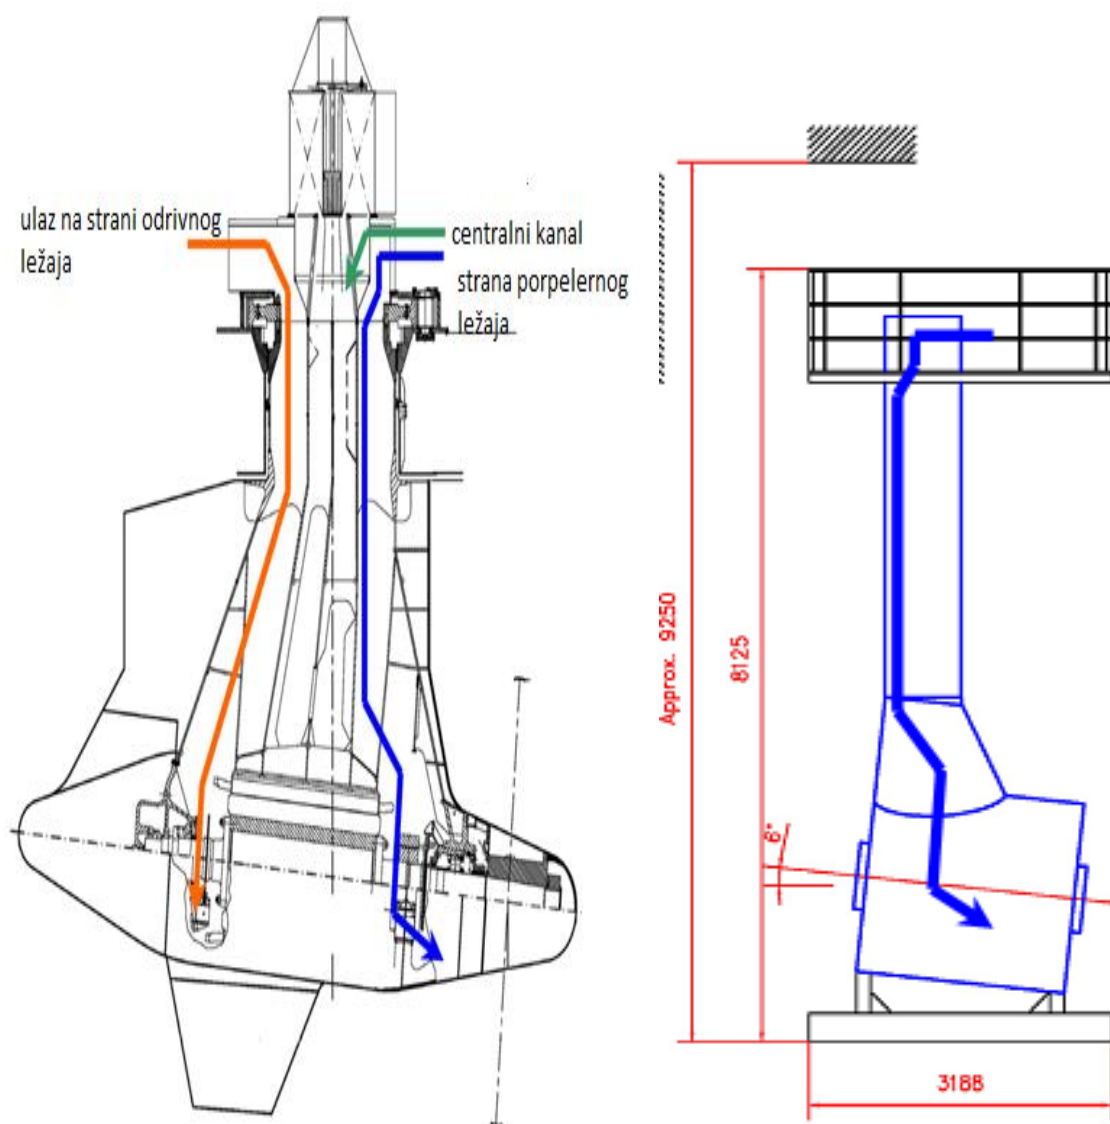 ulaz na strani odrivnog
ležaja
centralni kanal
strana porpelernog
ležaja
Approx. 9250
8125
6°
3188